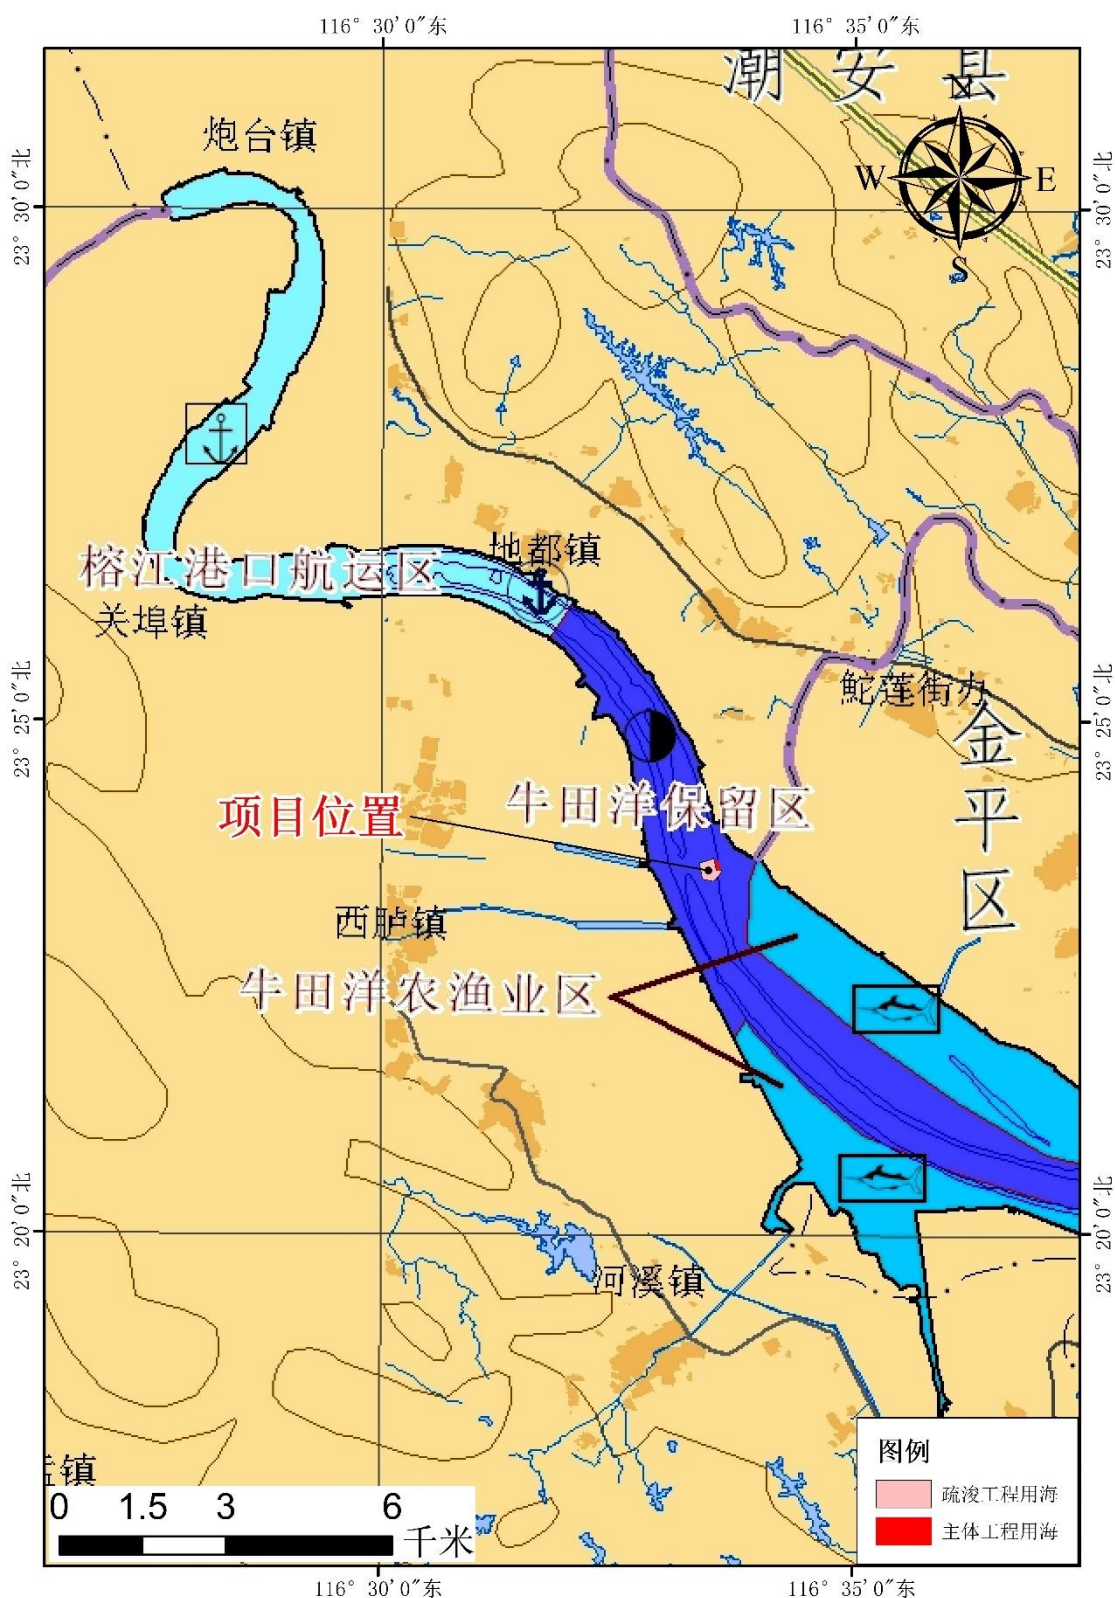 116° 30′0″东
116° 35′0″东
潮安县
N
炮台镇
W
E
S
23° 30′0″北
23° 30′0″北
地都镇
榕江港口航运区
关埠镇
鮀莲街办
23° 25′0″北
23° 25′0″北
金平区
牛田洋保留区
项目位置
西胪镇
牛田洋农渔业区
23° 20′0″北
23° 20′0″北
河溪镇
镇
0 1.5 3 6
千米
图例
疏浚工程用海
主体工程用海
116° 30′0″东
116° 35′0″东